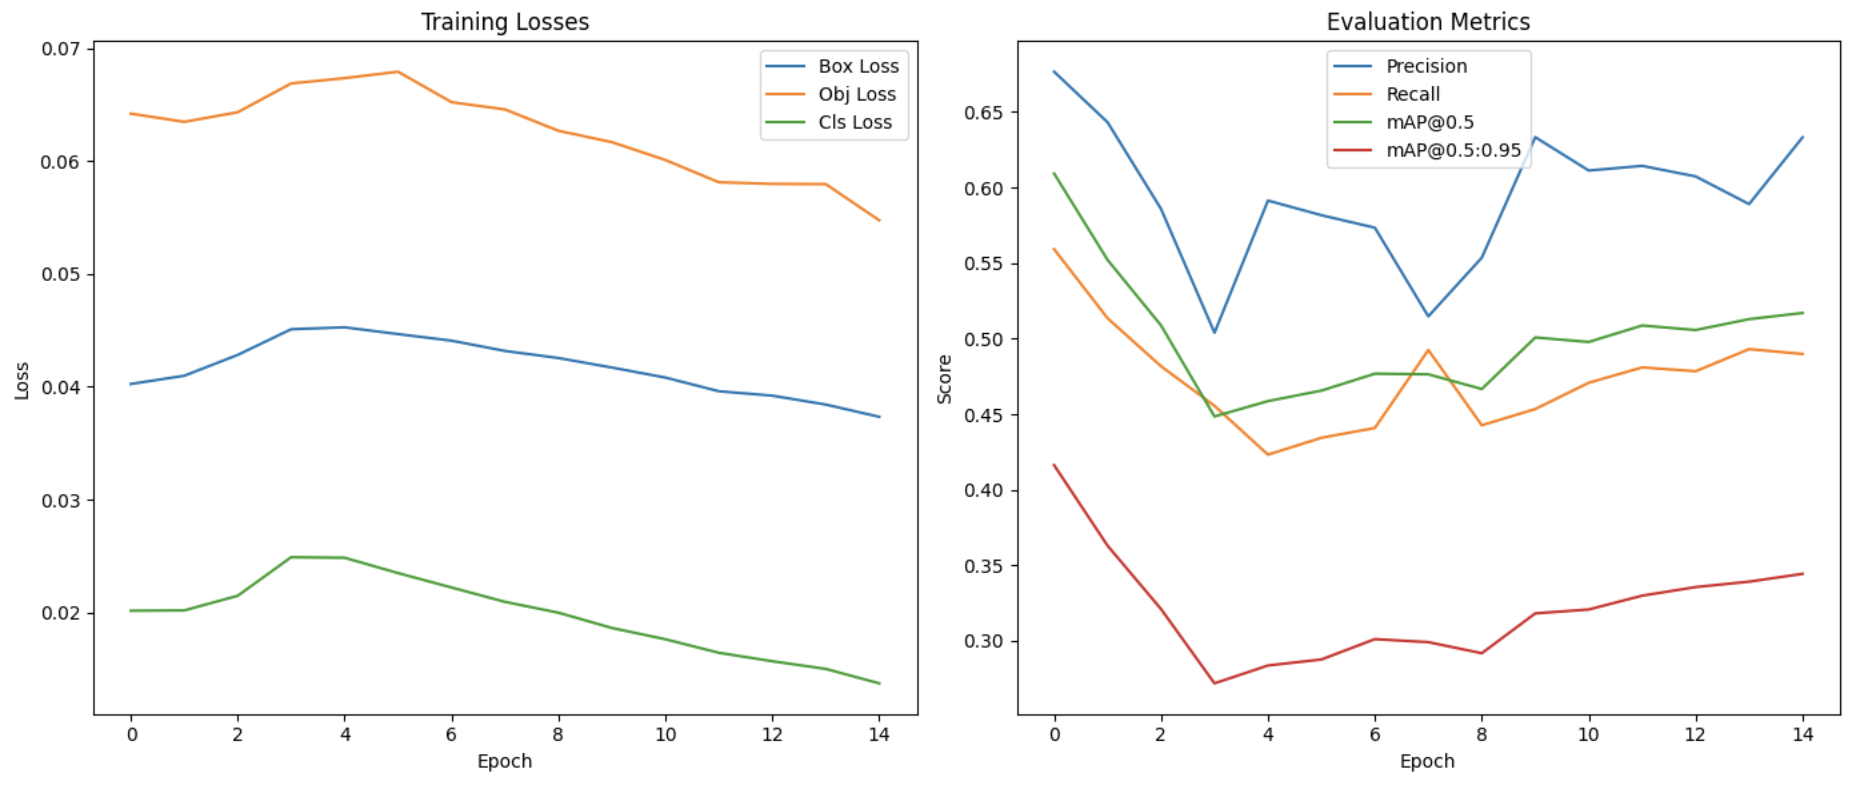 Training Losses
0.07
0.06
0.05
0.04
0.03
0.02
Loss
Box Loss
Obj Loss
Cls Loss
0 2 4 6 8 10 12 14
Epoch
Evaluation Metrics
0.65
0.60
0.55
0.50
0.45
0.40
0.35
0.30
Score
Precision
Recall
mAP@0.5
mAP@0.5:0.95
0 2 4 6 8 10 12 14
Epoch